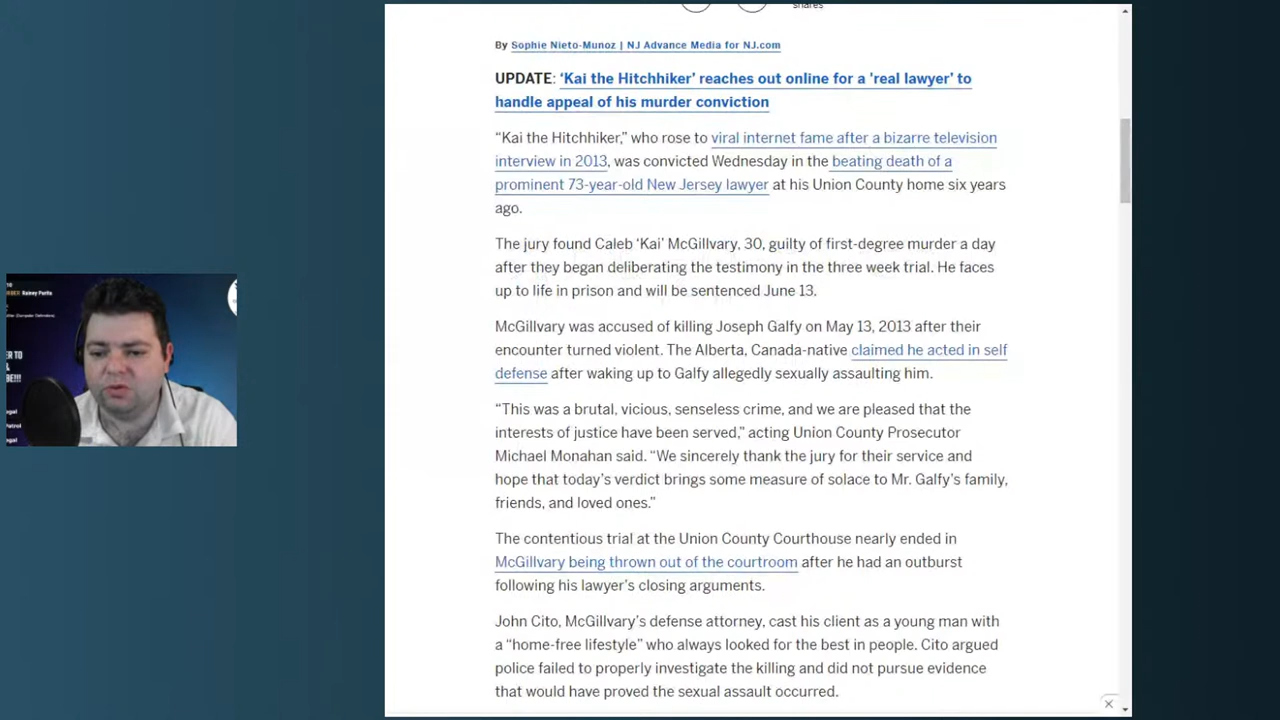 shares
By Sophie Nieto-Munoz | NJ Advance Media for NJ.com
UPDATE: ‘Kai the Hitchhiker’ reaches out online for a 'real lawyer’ to
handle appeal of his murder conviction
“Kai the Hitchhiker,” who rose to viral internet fame after a bizarre television
interview in 2013, was convicted Wednesday in the beating death of a
prominent 73-year-old New Jersey lawyer at his Union County home six years
ago.
The jury found Caleb ‘Kai’ McGillvary, 30, guilty of first-degree murder a day
after they began deliberating the testimony in the three week trial. He faces
up to life in prison and will be sentenced June 13.
McGillvary was accused of killing Joseph Galfy on May 13, 2013 after their
encounter turned violent. The Alberta, Canada-native claimed he acted in self
defense after waking up to Galfy allegedly sexually assaulting him.
“This was a brutal, vicious, senseless crime, and we are pleased that the
interests of justice have been served,” acting Union County Prosecutor
Michael Monahan said. “We sincerely thank the jury for their service and
hope that today’s verdict brings some measure of solace to Mr. Galfy’s family,
friends, and loved ones.”
The contentious trial at the Union County Courthouse nearly ended in
McGillvary being thrown out of the courtroom after he had an outburst
following his lawyer’s closing arguments.
John Cito, McGillvary’s defense attorney, cast his client as a young man with
a “home-free lifestyle” who always looked for the best in people. Cito argued
police failed to properly investigate the killing and did not pursue evidence
that would have proved the sexual assault occurred.